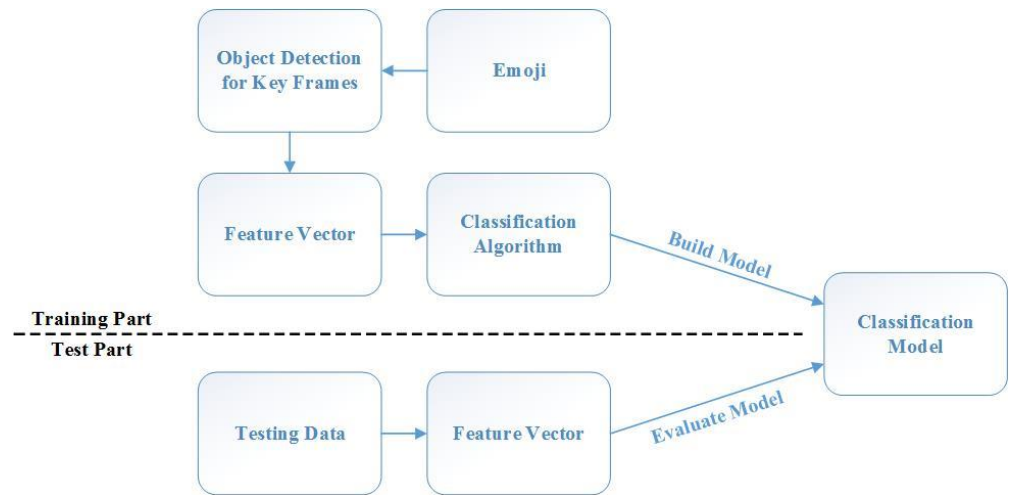 Object Detection
for Key Frames
Emoji
Feature Vector
Classification
Algorithm
Build Model
Training Part
Test Part
Classification
Model
Testing Data
Feature Vector
Evaluate Model